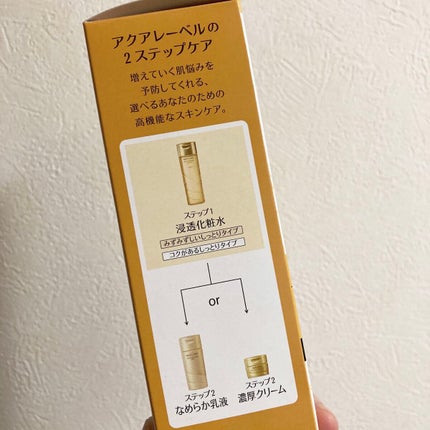 アクアレーベルの
2ステップケア
増えていく肌悩みを
予防してくれる、
選べるあなたのための
高機能なスキンケア。
ステップ1
浸透化粧水
みずみずしいしっとりタイプ
コクがあるしっとりタイプ
or
ステップ2
なめらか乳液
ステップ2
濃厚クリーム